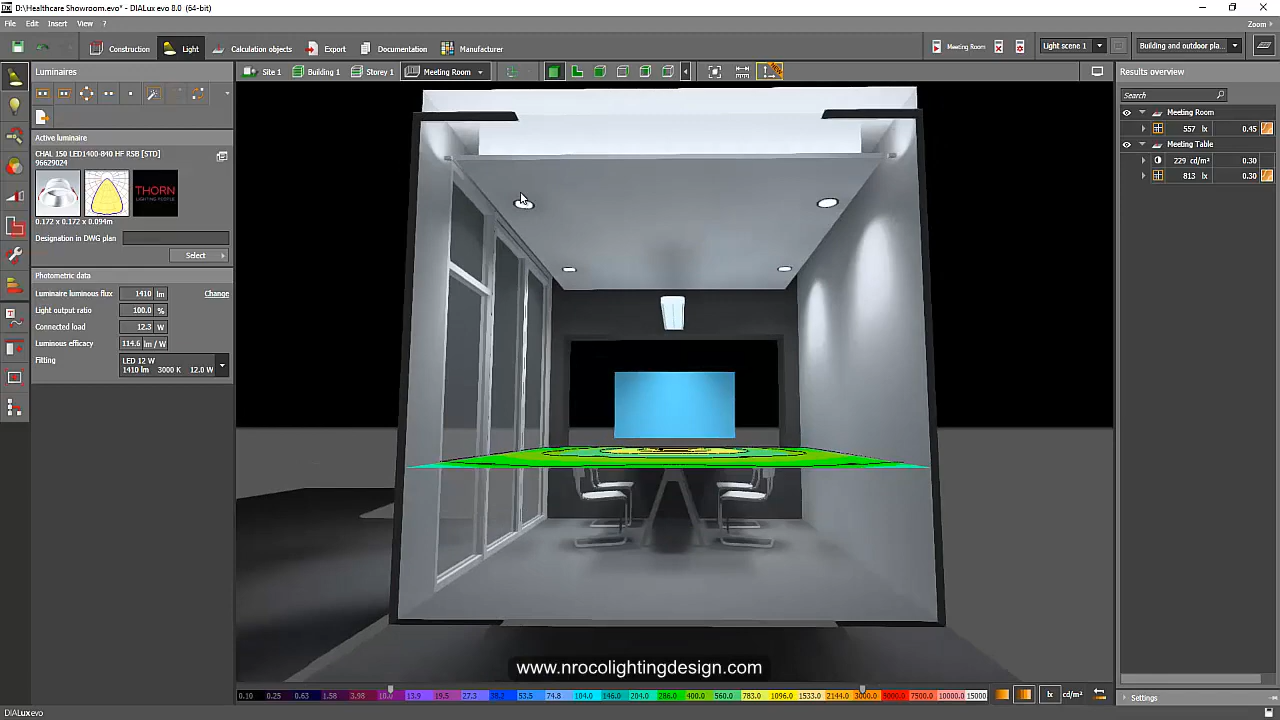 D:\Healthcare Showroom.evo* - DIALux evo 8.0 (64-bit)
File Edit Insert View ?
Zoom
Construction Light Calculation objects Export Documentation Manufacturer
Meeting Room
Light scene 1
Building and outdoor pla...
Luminaires
Site 1 Building 1 Storey 1 Meeting Room
Results overview
Search
Active luminaire
CHAL 150 LED1400-840 HF RSB [STD]
96629024
THORN
LIGHTING PEOPLE
0.172 x 0.172 x 0.094m
Designation in DWG plan
Select
Photometric data
Luminaire luminous flux 1410 lm Change
Light output ratio 100.0 %
Connected load 12.3 W
Luminous efficacy 114.6 lm / W
Fitting LED 12 W
1410 lm 3000 K 12.0 W
Meeting Room
557 lx 0.45
Meeting Table
229 cd/m² 0.30
813 lx 0.30
www.nrocolightingdesign.com
0.10 0.25 0.63 3.98 10.0 13.9 19.5 27.3 38.2 53.5 74.8 104.0 146.0 204.0 286.0 400.0 560.0 783.0 1096.0 1533.0 2144.0 3000.0 5000.0 7500.0 10000.0 15000
lx cd/m²
Settings
DIALuxevo